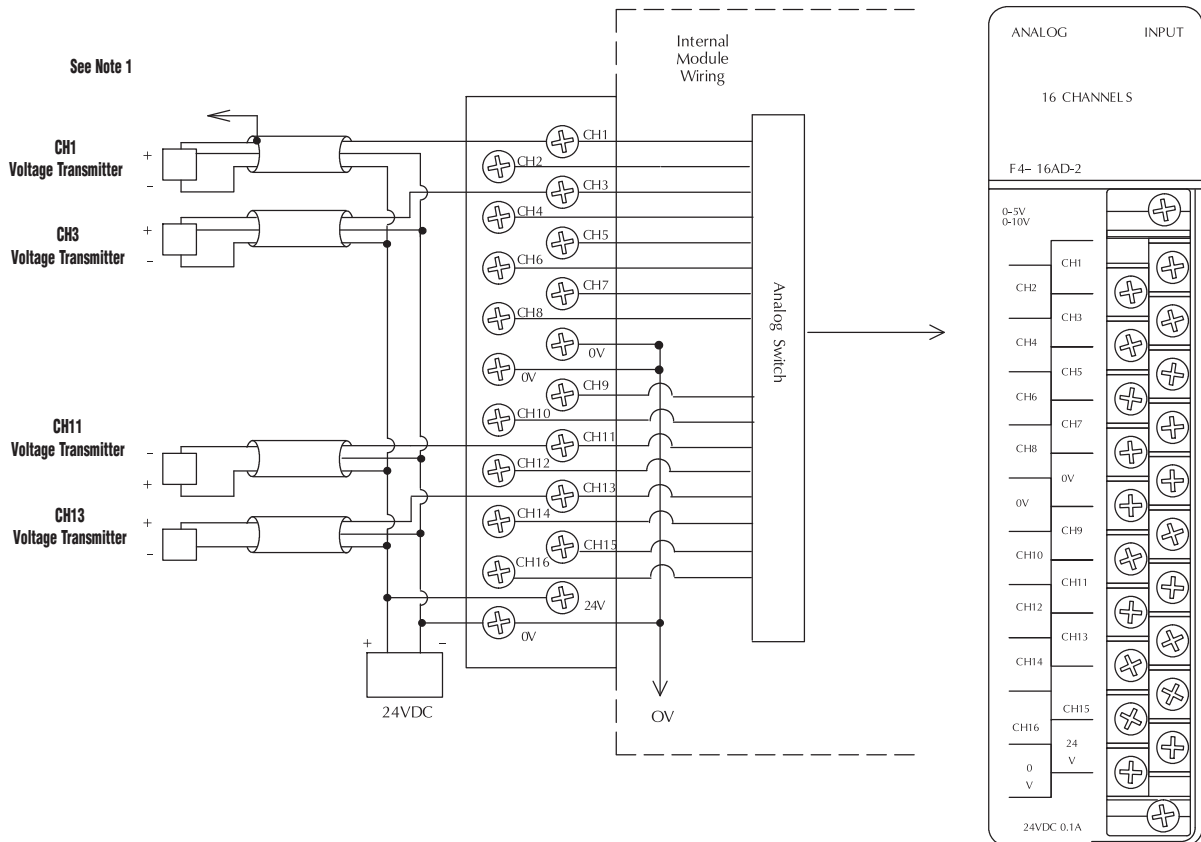 See Note 1
CH1
Voltage Transmitter
+
–
CH3
Voltage Transmitter
+
–
CH11
Voltage Transmitter
–
+
CH13
Voltage Transmitter
+
–
+
–
24VDC
Internal
Module
Wiring
CH1
CH2
CH3
CH4
CH5
CH6
CH7
CH8
0V
0V
CH9
CH10
CH11
CH12
CH13
CH14
CH15
CH16
24V
0V
OV
Analog Switch
ANALOG INPUT
16 CHANNELS
F4–16AD-2
0–5V
0–10V
CH1
CH2
CH3
CH4
CH5
CH6
CH7
CH8
0V
0V
CH9
CH10
CH11
CH12
CH13
CH14
CH15
CH16
24
V
0
V
24VDC 0.1A